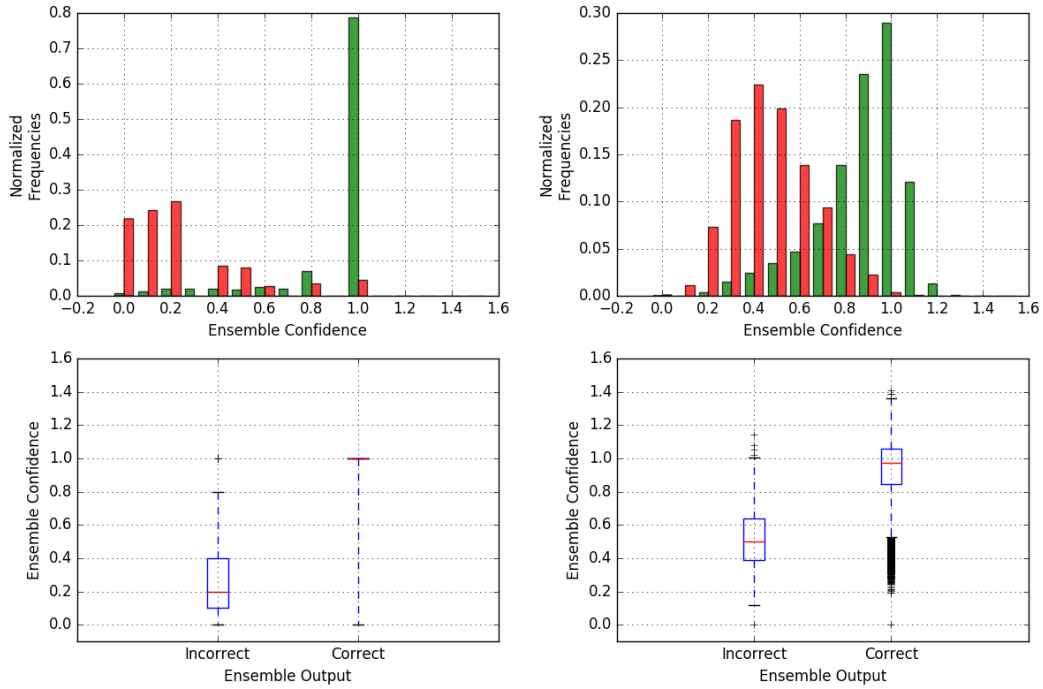 0.8
0.7
0.6
0.5
0.4
0.3
0.2
0.1
0.0
Normalized
Frequencies
−0.2 0.0 0.2 0.4 0.6 0.8 1.0 1.2 1.4 1.6
Ensemble Confidence
0.30
0.25
0.20
0.15
0.10
0.05
0.00
Normalized
Frequencies
−0.2 0.0 0.2 0.4 0.6 0.8 1.0 1.2 1.4 1.6
Ensemble Confidence
1.6
1.4
1.2
1.0
0.8
0.6
0.4
0.2
0.0
Ensemble Confidence
Incorrect Correct
Ensemble Output
1.6
1.4
1.2
1.0
0.8
0.6
0.4
0.2
0.0
Ensemble Confidence
Incorrect Correct
Ensemble Output